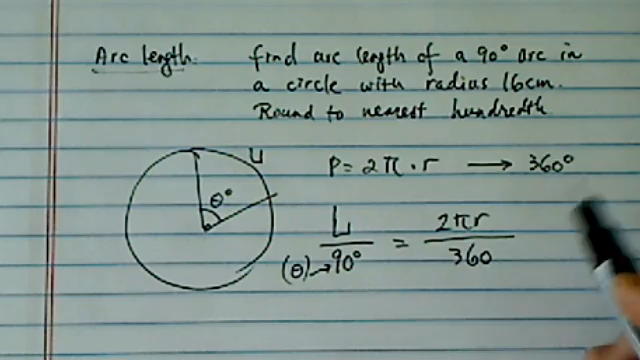 Arc length. find arc length of a 90° arc in
a circle with radius 16cm.
Round to nearest hundredth
L
θ°
P = 2π · r → 360°
L/90° = 2πr/360
(θ) →